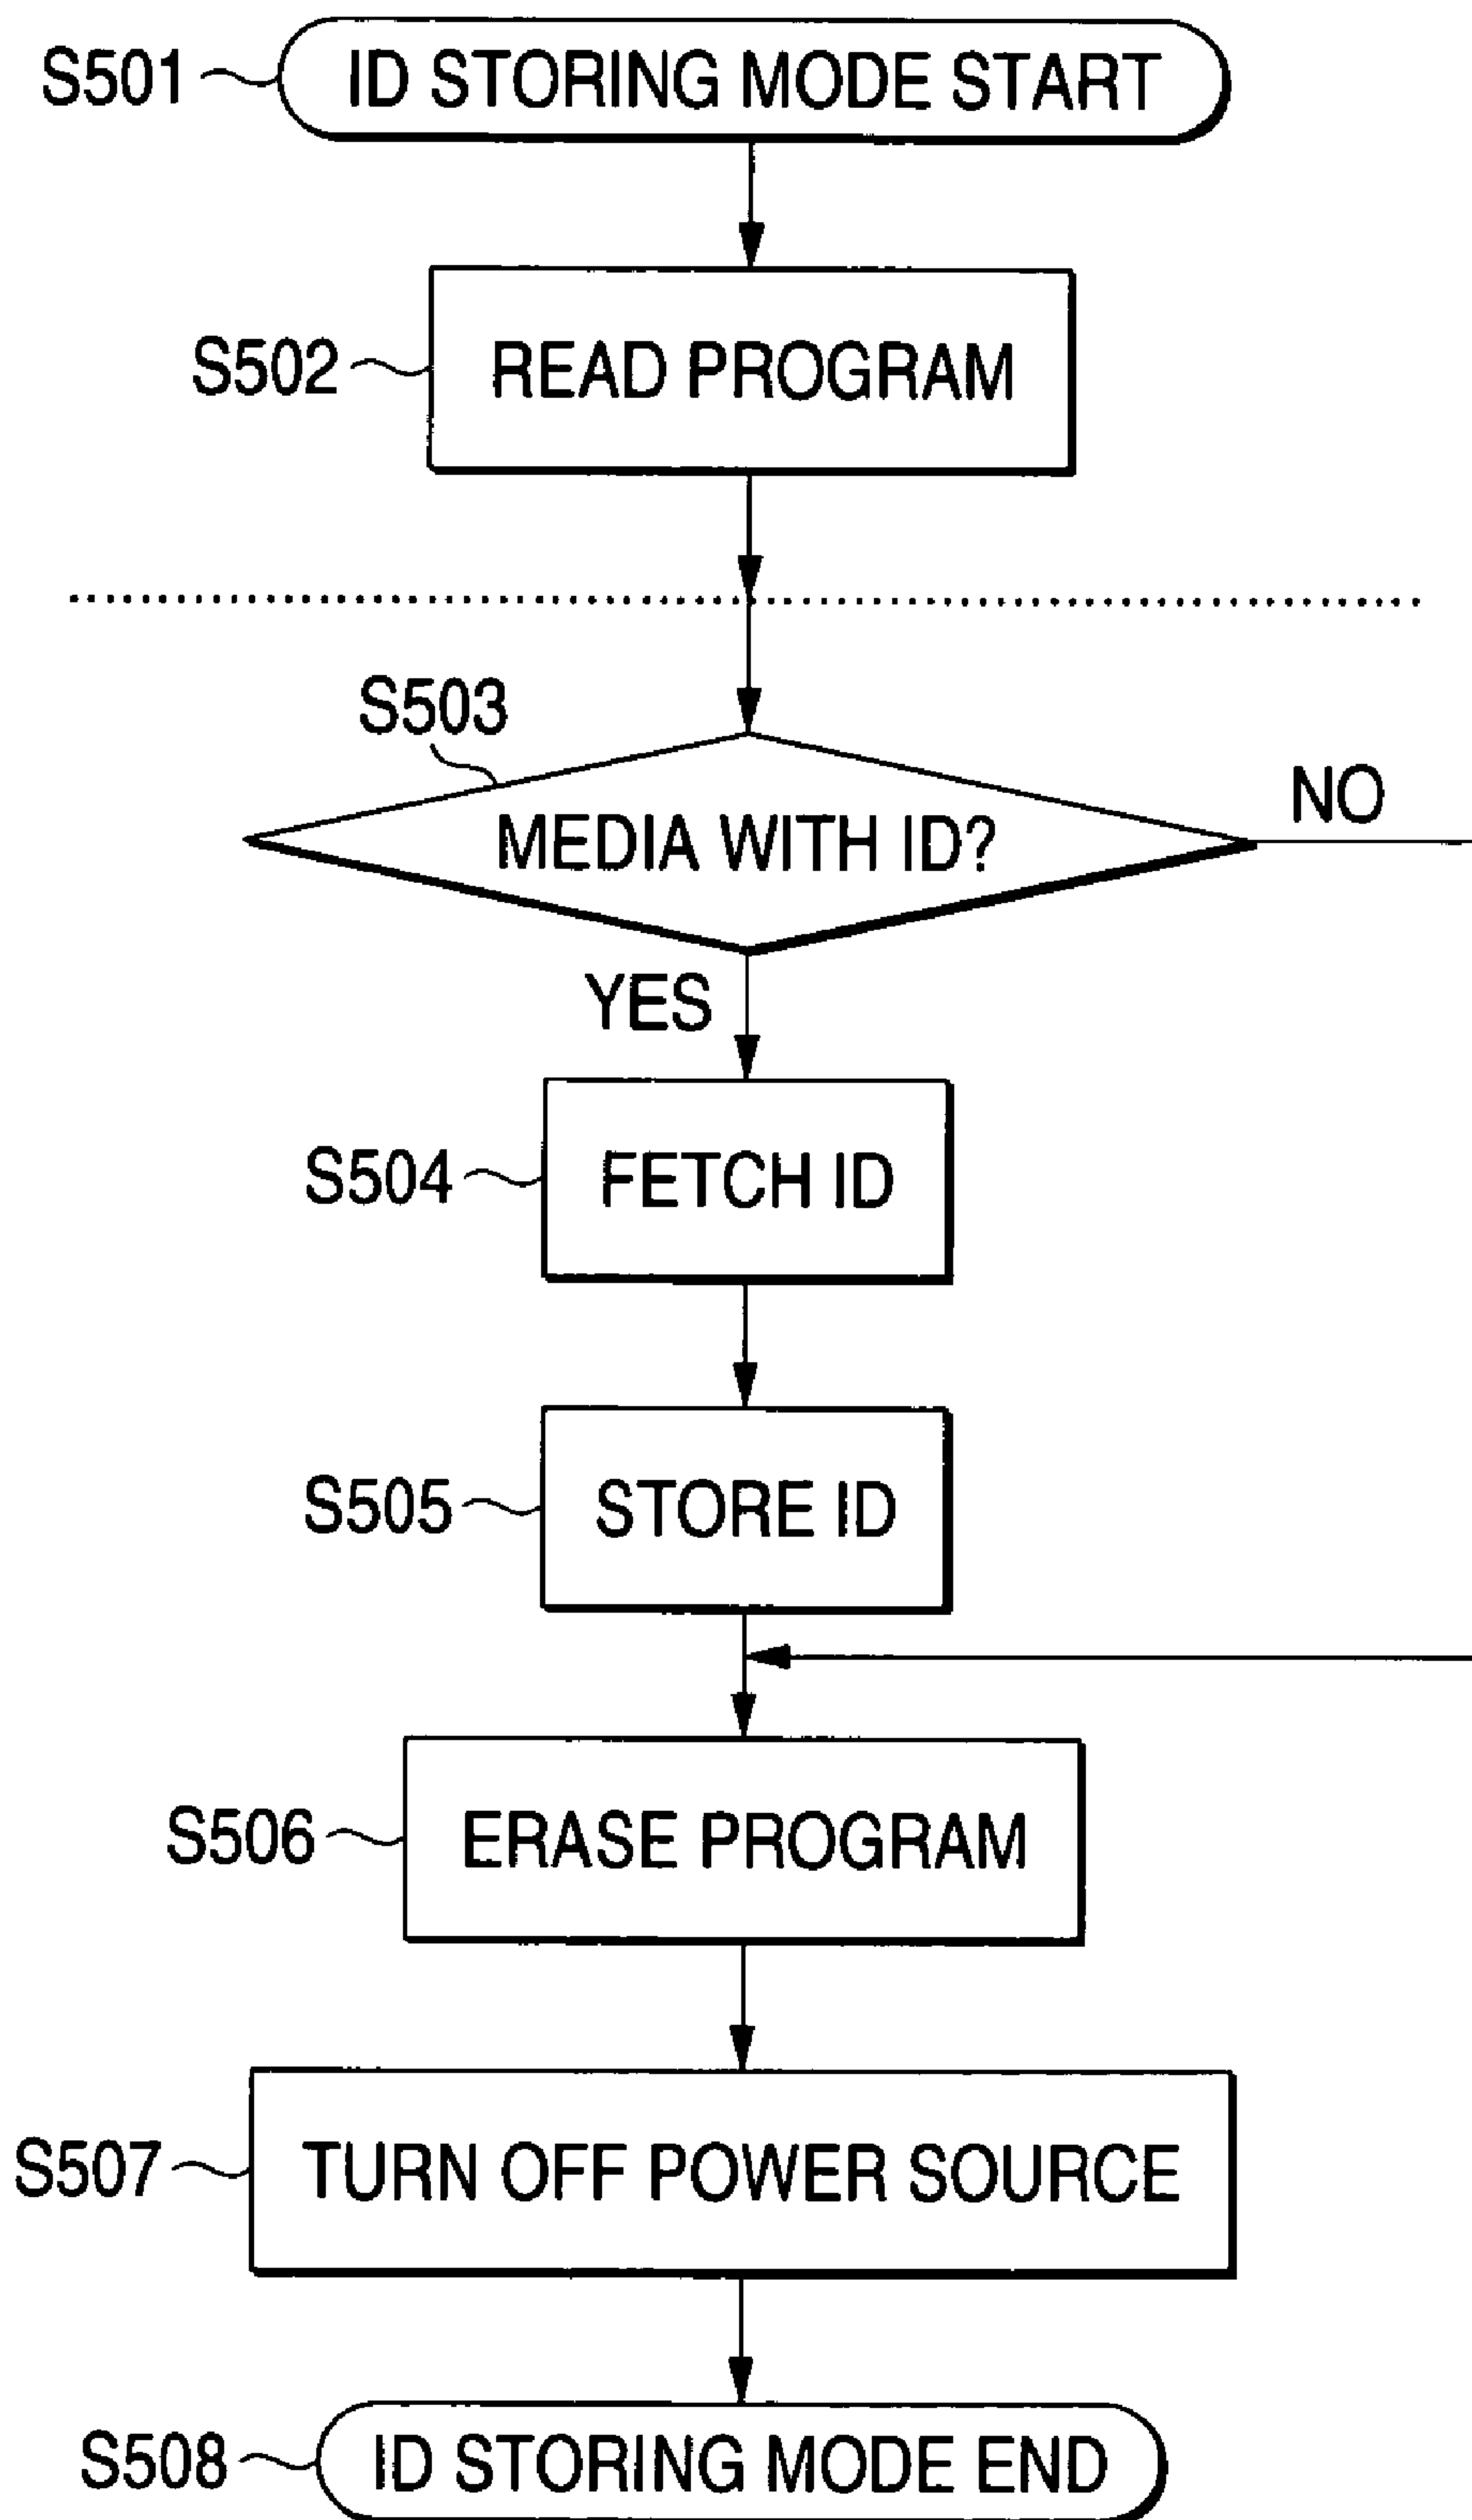 S501 ID STORING MODE START
S502 READ PROGRAM
S503
MEDIA WITH ID?
NO
YES
S504 FETCH ID
S505 STORE ID
S506 ERASE PROGRAM
S507 TURN OFF POWER SOURCE
S508 ID STORING MODE END